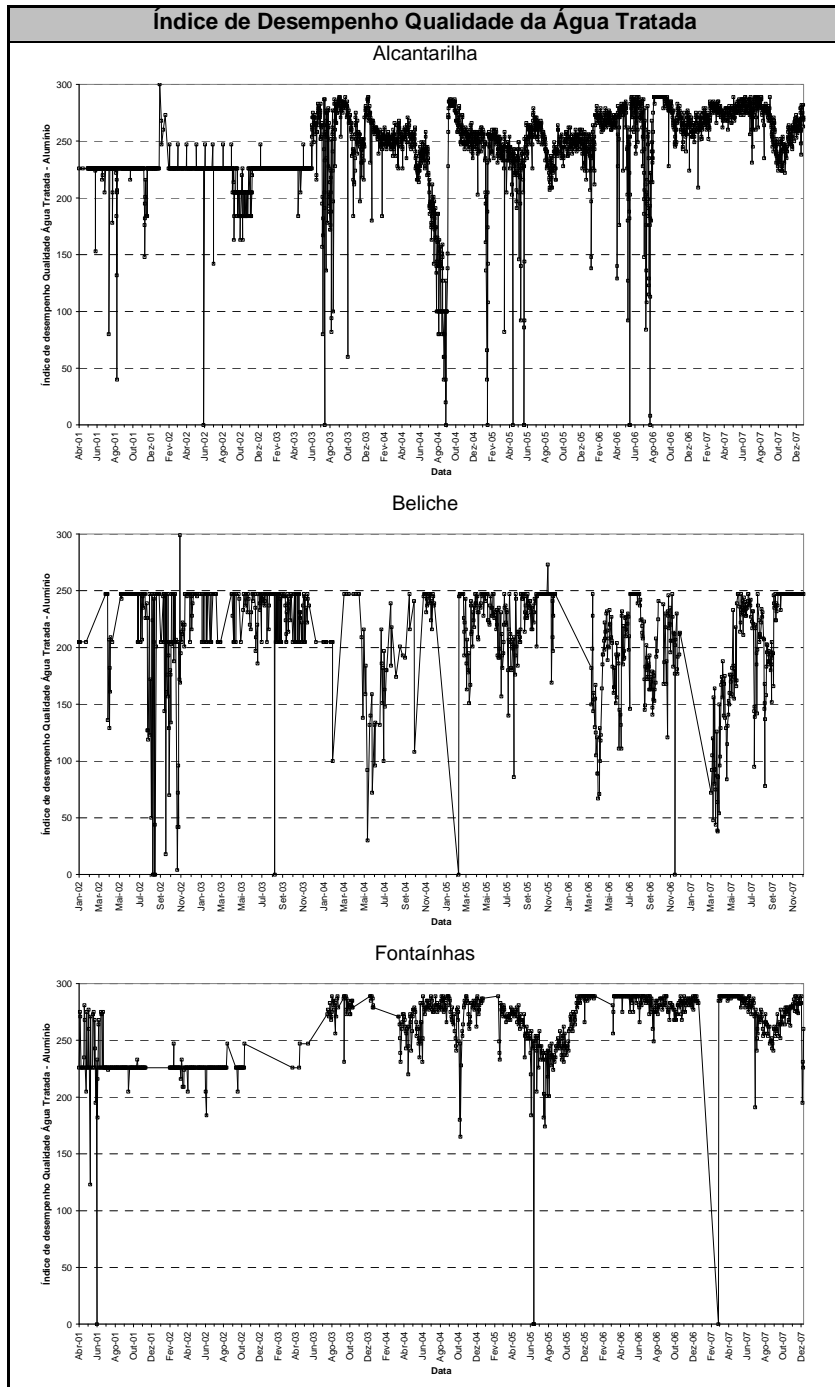 Índice de Desempenho Qualidade da Água Tratada
Alcantarilha
Índice de desempenho Qualidade Água Tratada - Alumínio
300
250
200
150
100
50
0
Abr-01 Jun-01 Ago-01 Out-01 Dez-01 Fev-02 Abr-02 Jun-02 Ago-02 Out-02 Dez-02 Fev-03 Abr-03 Jun-03 Ago-03 Out-03 Dez-03 Fev-04 Abr-04 Jun-04 Ago-04 Out-04 Dez-04 Fev-05 Abr-05 Jun-05 Ago-05 Out-05 Dez-05 Fev-06 Abr-06 Jun-06 Ago-06 Out-06 Dez-06 Fev-07 Abr-07 Jun-07 Ago-07 Out-07 Dez-07
Data
Beliche
Índice de desempenho Qualidade Água Tratada - Alumínio
300
250
200
150
100
50
0
Jan-02 Mar-02 Mai-02 Jul-02 Set-02 Nov-02 Jan-03 Mar-03 Mai-03 Jul-03 Set-03 Nov-03 Jan-04 Mar-04 Mai-04 Jul-04 Set-04 Nov-04 Jan-05 Mar-05 Mai-05 Jul-05 Set-05 Nov-05 Jan-06 Mar-06 Mai-06 Jul-06 Set-06 Nov-06 Jan-07 Mar-07 Mai-07 Jul-07 Set-07 Nov-07
Data
Fontaínhas
Índice de desempenho Qualidade Água Tratada - Alumínio
300
250
200
150
100
50
0
Abr-01 Jun-01 Ago-01 Out-01 Dez-01 Fev-02 Abr-02 Jun-02 Ago-02 Out-02 Dez-02 Fev-03 Abr-03 Jun-03 Ago-03 Out-03 Dez-03 Fev-04 Abr-04 Jun-04 Ago-04 Out-04 Dez-04 Fev-05 Abr-05 Jun-05 Ago-05 Out-05 Dez-05 Fev-06 Abr-06 Jun-06 Ago-06 Out-06 Dez-06 Fev-07 Abr-07 Jun-07 Ago-07 Out-07 Dez-07
Data